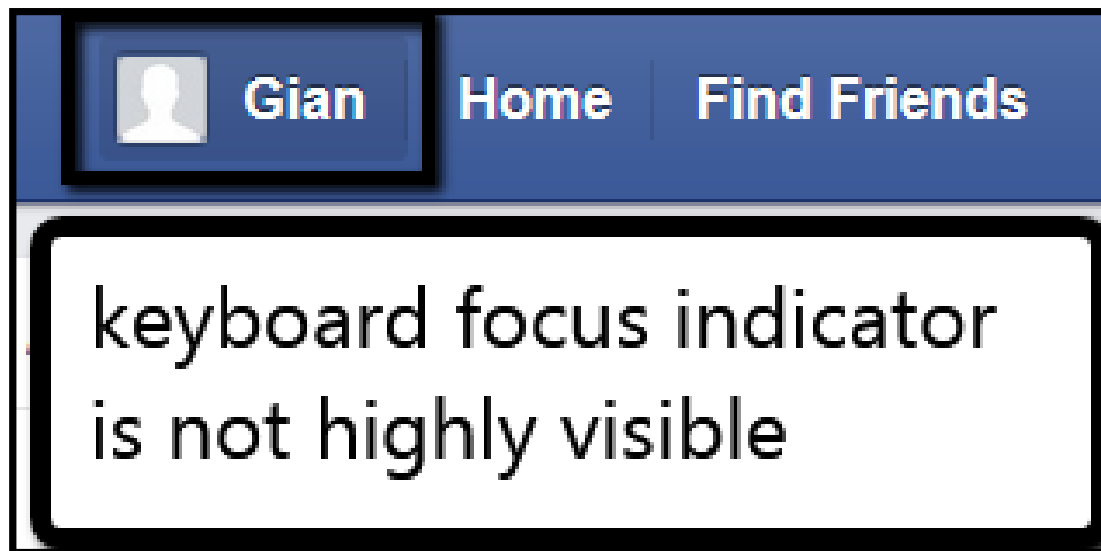 Gian Home Find Friends
keyboard focus indicator
is not highly visible